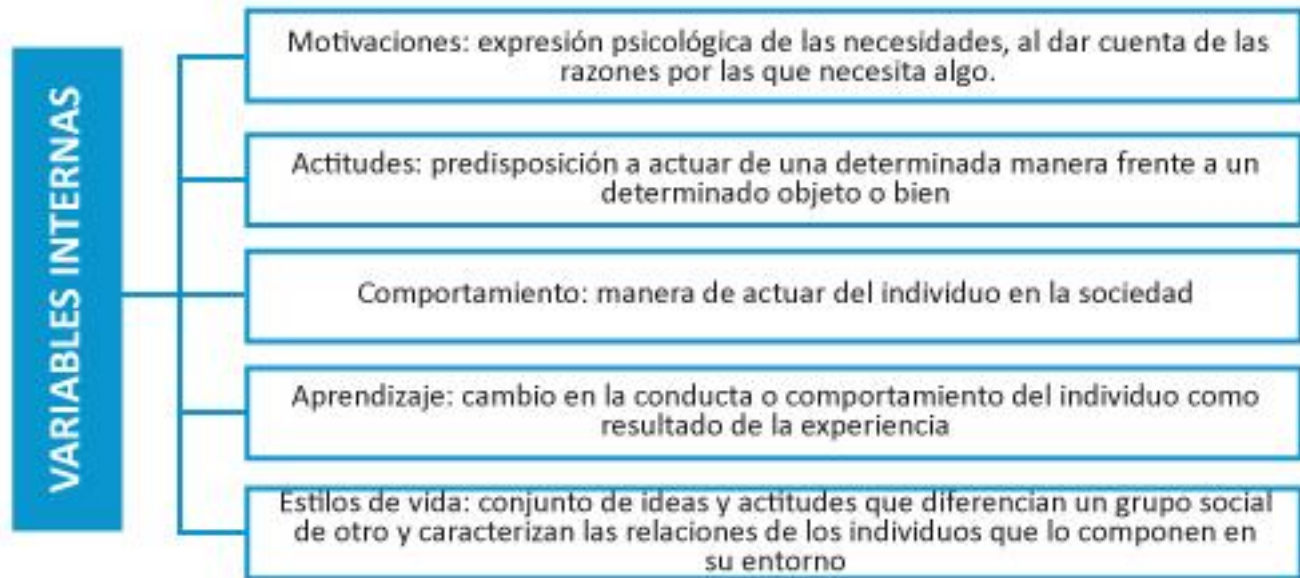 VARIABLES INTERNAS
Motivaciones: expresión psicológica de las necesidades, al dar cuenta de las
razones por las que necesita algo.
Actitudes: predisposición a actuar de una determinada manera frente a un
determinado objeto o bien
Comportamiento: manera de actuar del individuo en la sociedad
Aprendizaje: cambio en la conducta o comportamiento del individuo como
resultado de la experiencia
Estilos de vida: conjunto de ideas y actitudes que diferencian un grupo social
de otro y caracterizan las relaciones de los individuos que lo componen en
su entorno